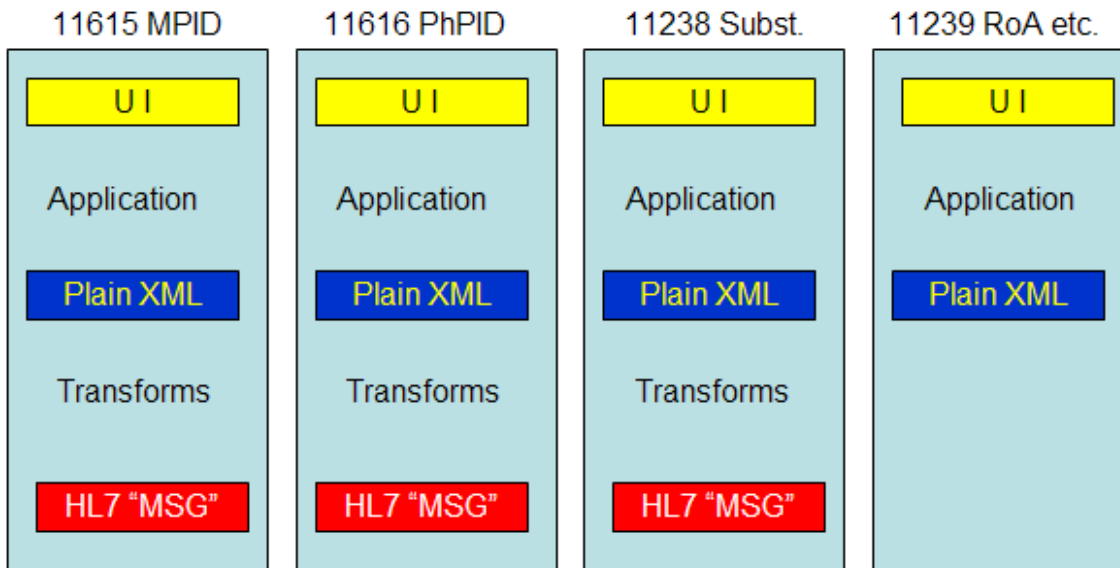 11615 MPID
11616 PhPID
11238 Subst.
11239 RoA etc.
U I
U I
U I
U I
Application
Application
Application
Application
Plain XML
Plain XML
Plain XML
Plain XML
Transforms
Transforms
Transforms
HL7 “MSG”
HL7 “MSG”
HL7 “MSG”